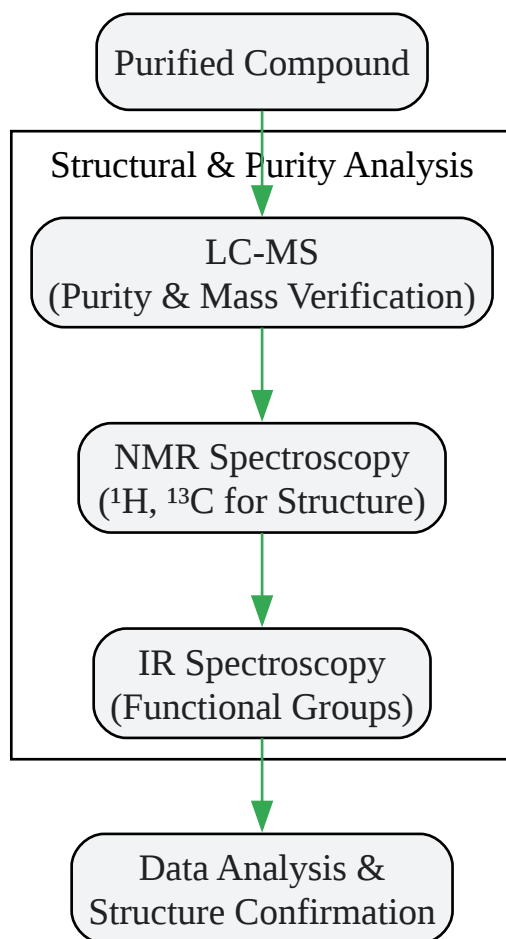 Purified Compound
Structural & Purity Analysis
LC-MS
(Purity & Mass Verification)
NMR Spectroscopy
(¹H, ¹³C for Structure)
IR Spectroscopy
(Functional Groups)
Data Analysis &
Structure Confirmation